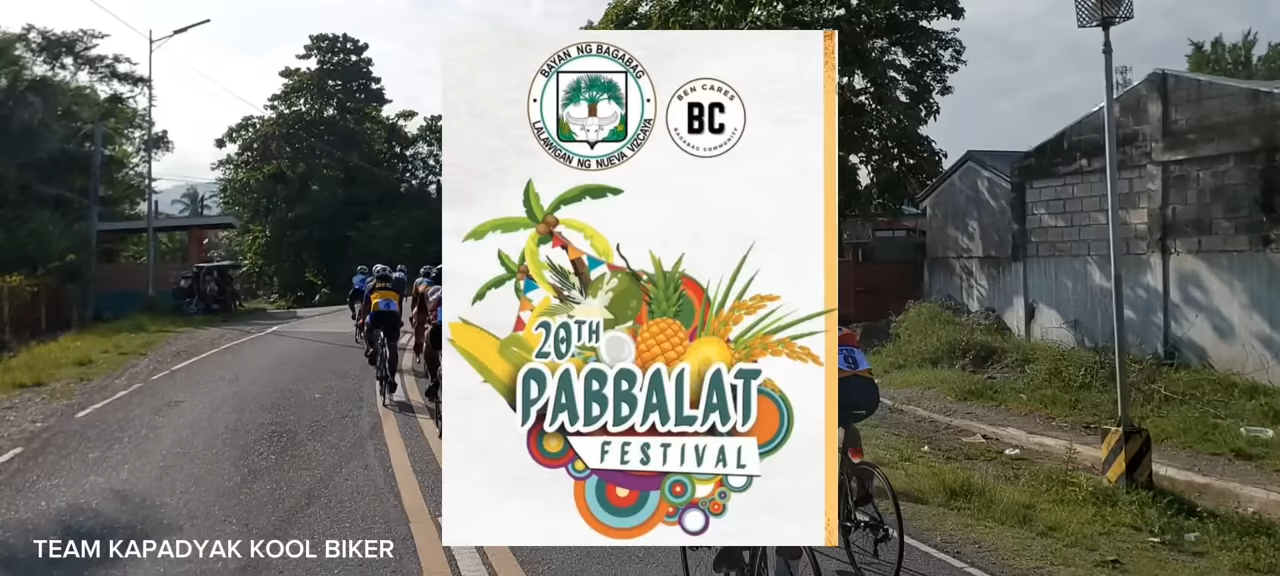 BAYAN NG BAGABAG
LALAWIGAN NG NUEVA VIZCAYA
BEN CARES
BC
BAGABAG COMMUNITY
20TH
PABBALAT
FESTIVAL
9
TEAM KAPADYAK KOOL BIKER